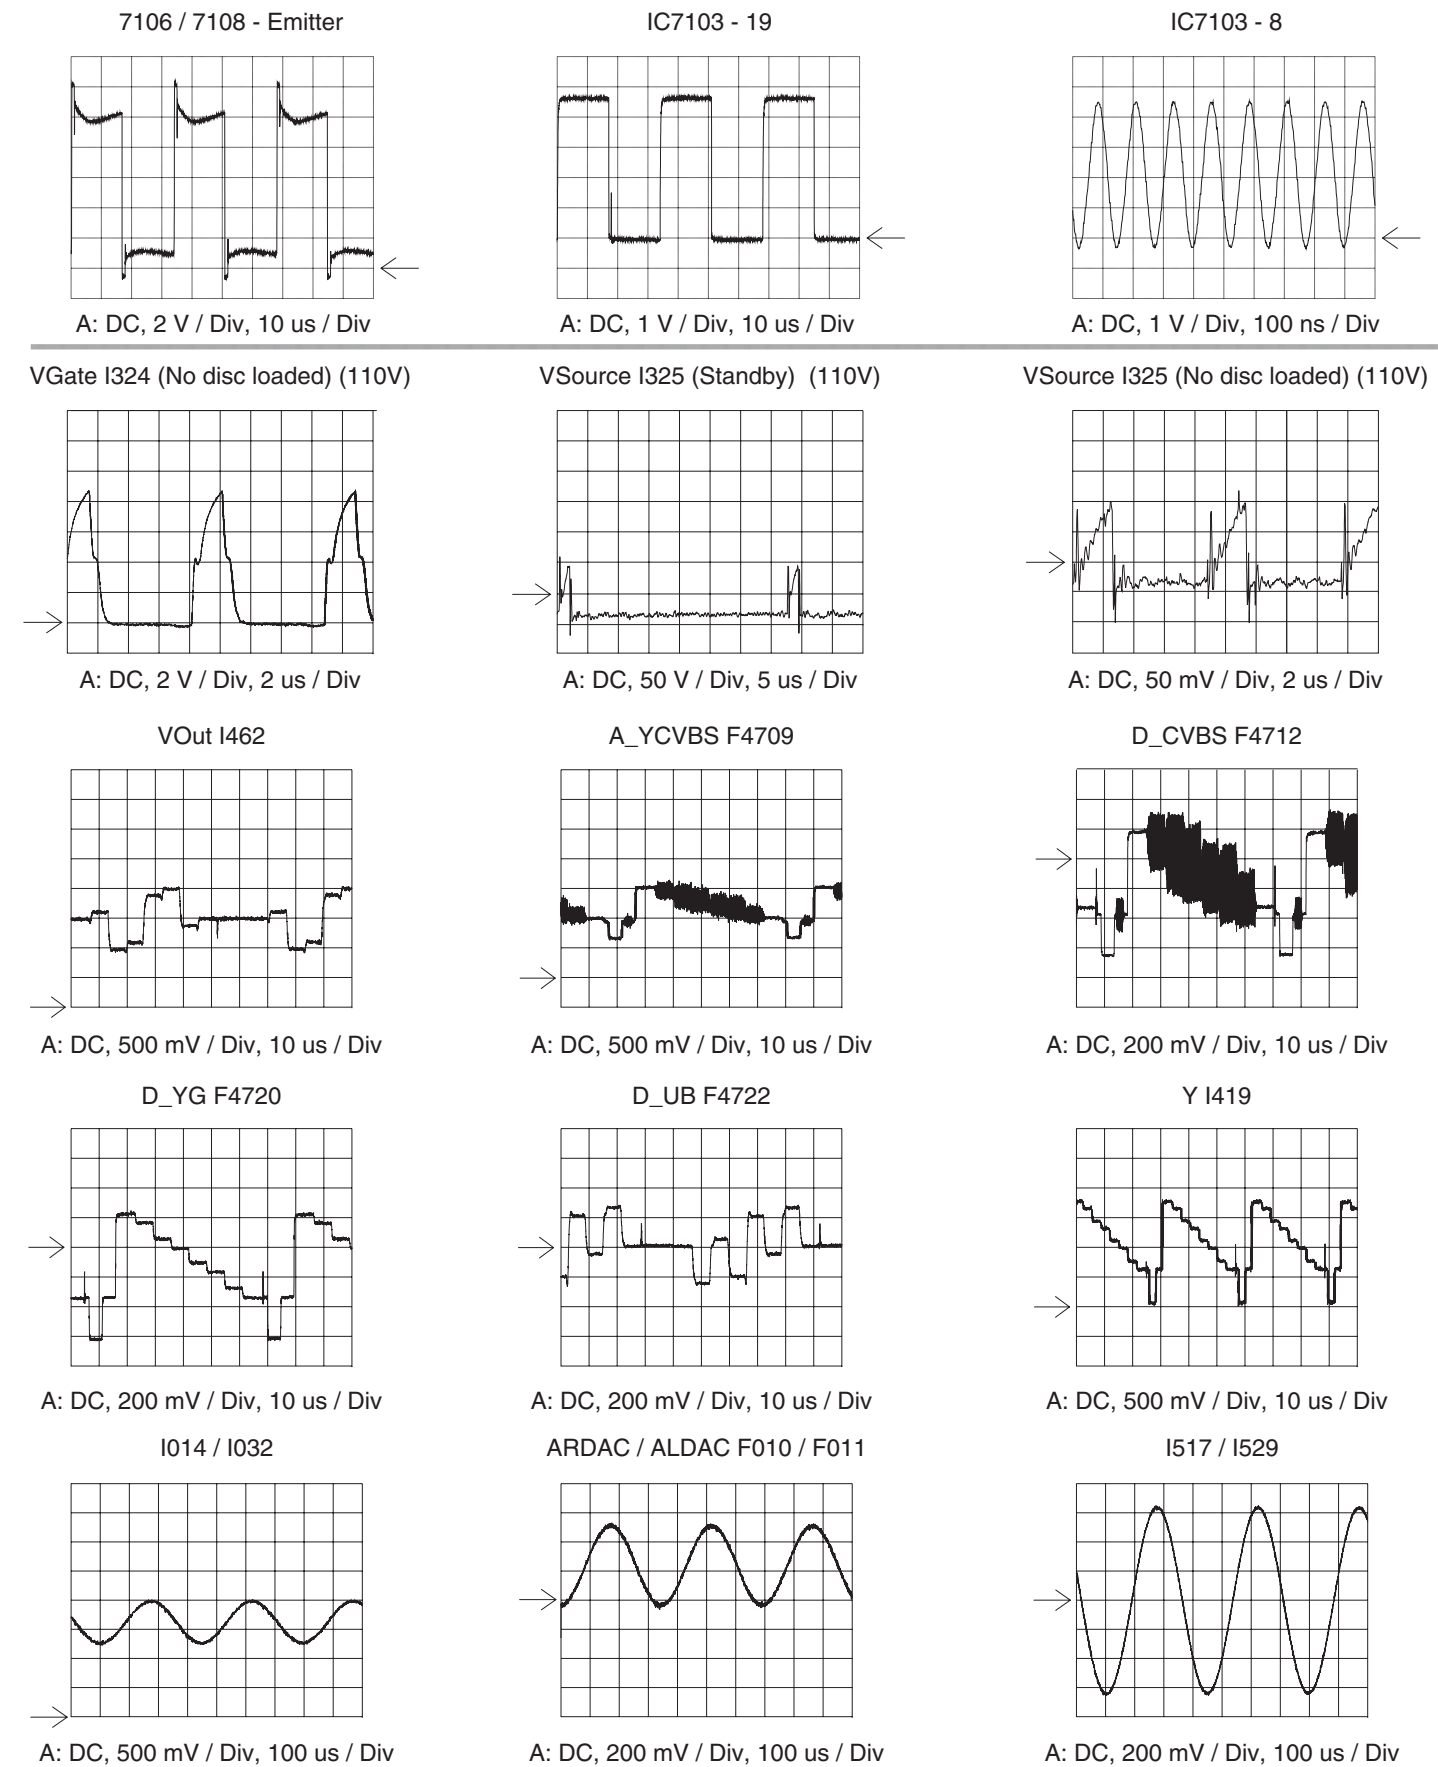 7106 / 7108 - Emitter
IC7103 - 19
IC7103 - 8
A: DC, 2 V / Div, 10 us / Div
A: DC, 1 V / Div, 10 us / Div
A: DC, 1 V / Div, 100 ns / Div
VGate I324 (No disc loaded) (110V)
VSource I325 (Standby) (110V)
VSource I325 (No disc loaded) (110V)
A: DC, 2 V / Div, 2 us / Div
A: DC, 50 V / Div, 5 us / Div
A: DC, 50 mV / Div, 2 us / Div
VOut I462
A_YCVBS F4709
D_CVBS F4712
A: DC, 500 mV / Div, 10 us / Div
A: DC, 500 mV / Div, 10 us / Div
A: DC, 200 mV / Div, 10 us / Div
D_YG F4720
D_UB F4722
Y I419
A: DC, 200 mV / Div, 10 us / Div
A: DC, 200 mV / Div, 10 us / Div
A: DC, 500 mV / Div, 10 us / Div
I014 / I032
ARDAC / ALDAC F010 / F011
I517 / I529
A: DC, 500 mV / Div, 100 us / Div
A: DC, 200 mV / Div, 100 us / Div
A: DC, 200 mV / Div, 100 us / Div